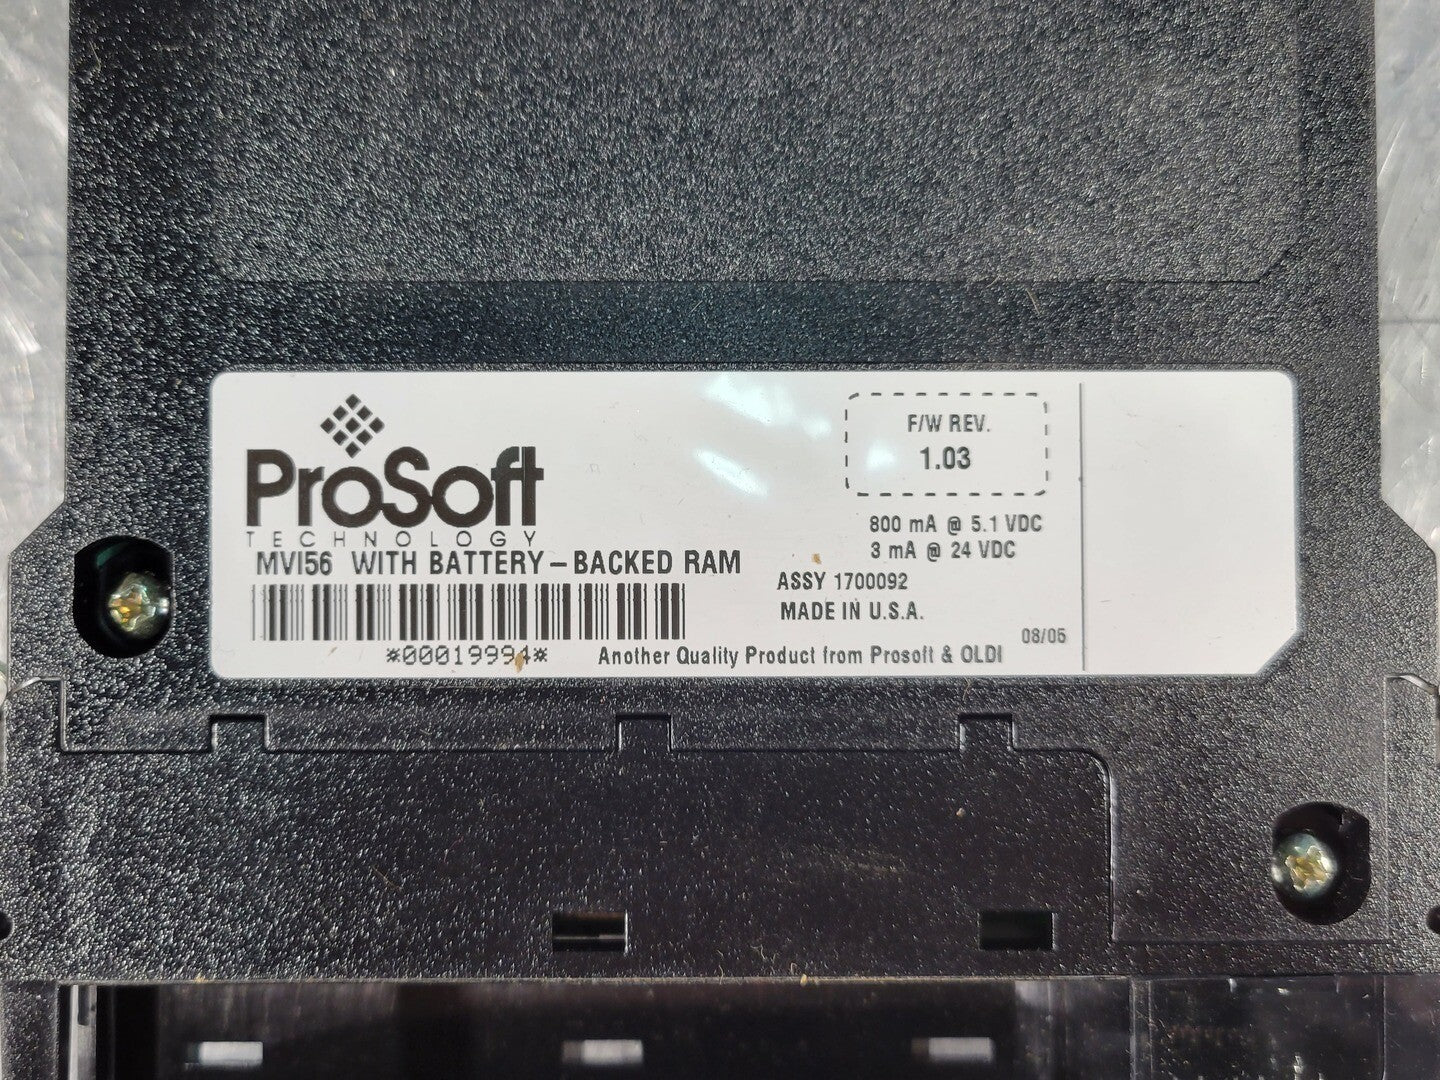 ProSoft
TECHNOLOGY
MVI56 WITH BATTERY-BACKED RAM
*00019994*
F/W REV.
1.03
800 mA @ 5.1 VDC
3 mA @ 24 VDC
ASSY 1700092
MADE IN U.S.A.
08/05
Another Quality Product from Prosoft & OLDI